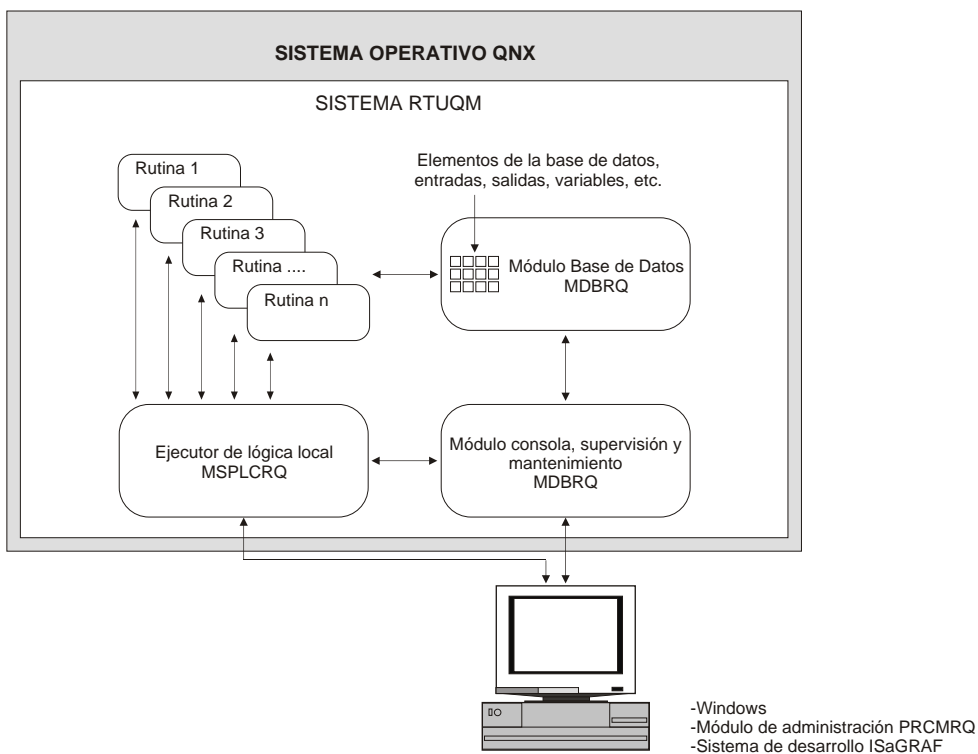 SISTEMA OPERATIVO QNX
SISTEMA RTUQM
Rutina 1
Rutina 2
Rutina 3
Rutina ....
Rutina n
Elementos de la base de datos,
entradas, salidas, variables, etc.
Módulo Base de Datos
MDBRQ
Ejecutor de lógica local
MSPLCRQ
Módulo consola, supervisión y
mantenimiento
MDBRQ
-Windows
-Módulo de administración PRCMRQ
-Sistema de desarrollo ISaGRAF